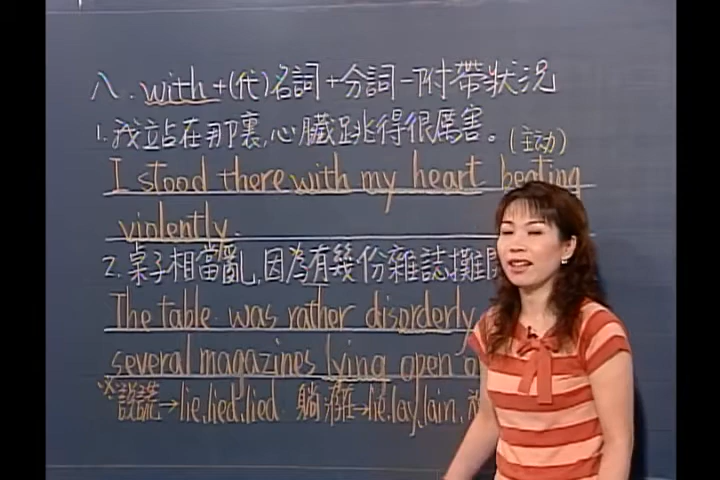 八. with+(代)名詞+分詞-附帶狀況
1.我站在那裏,心臟跳得很厲害。(主动)
I stood there with my heart beating
violently.
2.桌子相當亂,因為有幾份雜誌攤開
The table was rather disorderly
several magazines lying open o
※說謊→lie,lied,lied 躺 攤→lie,lay,lain,